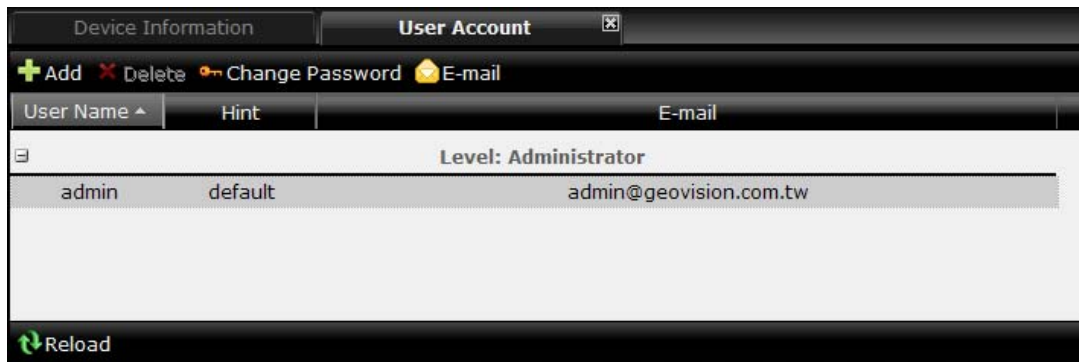 Device Information User Account
Add Delete Change Password E-mail
User Name Hint E-mail
Level: Administrator
admin default admin@geovision.com.tw
Reload